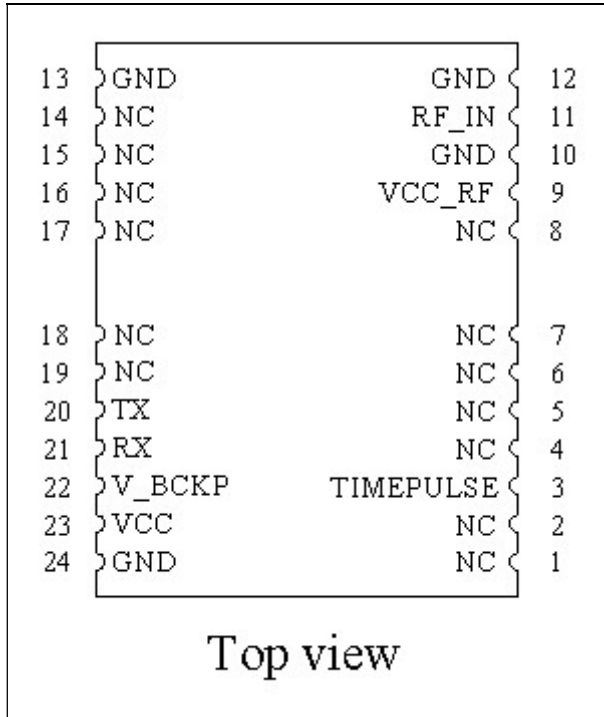 13 GND GND 12
14 NC RF_IN 11
15 NC GND 10
16 NC VCC_RF 9
17 NC NC 8
18 NC NC 7
19 NC NC 6
20 TX NC 5
21 RX NC 4
22 V_BCKP TIMEPULSE 3
23 VCC NC 2
24 GND NC 1
Top view